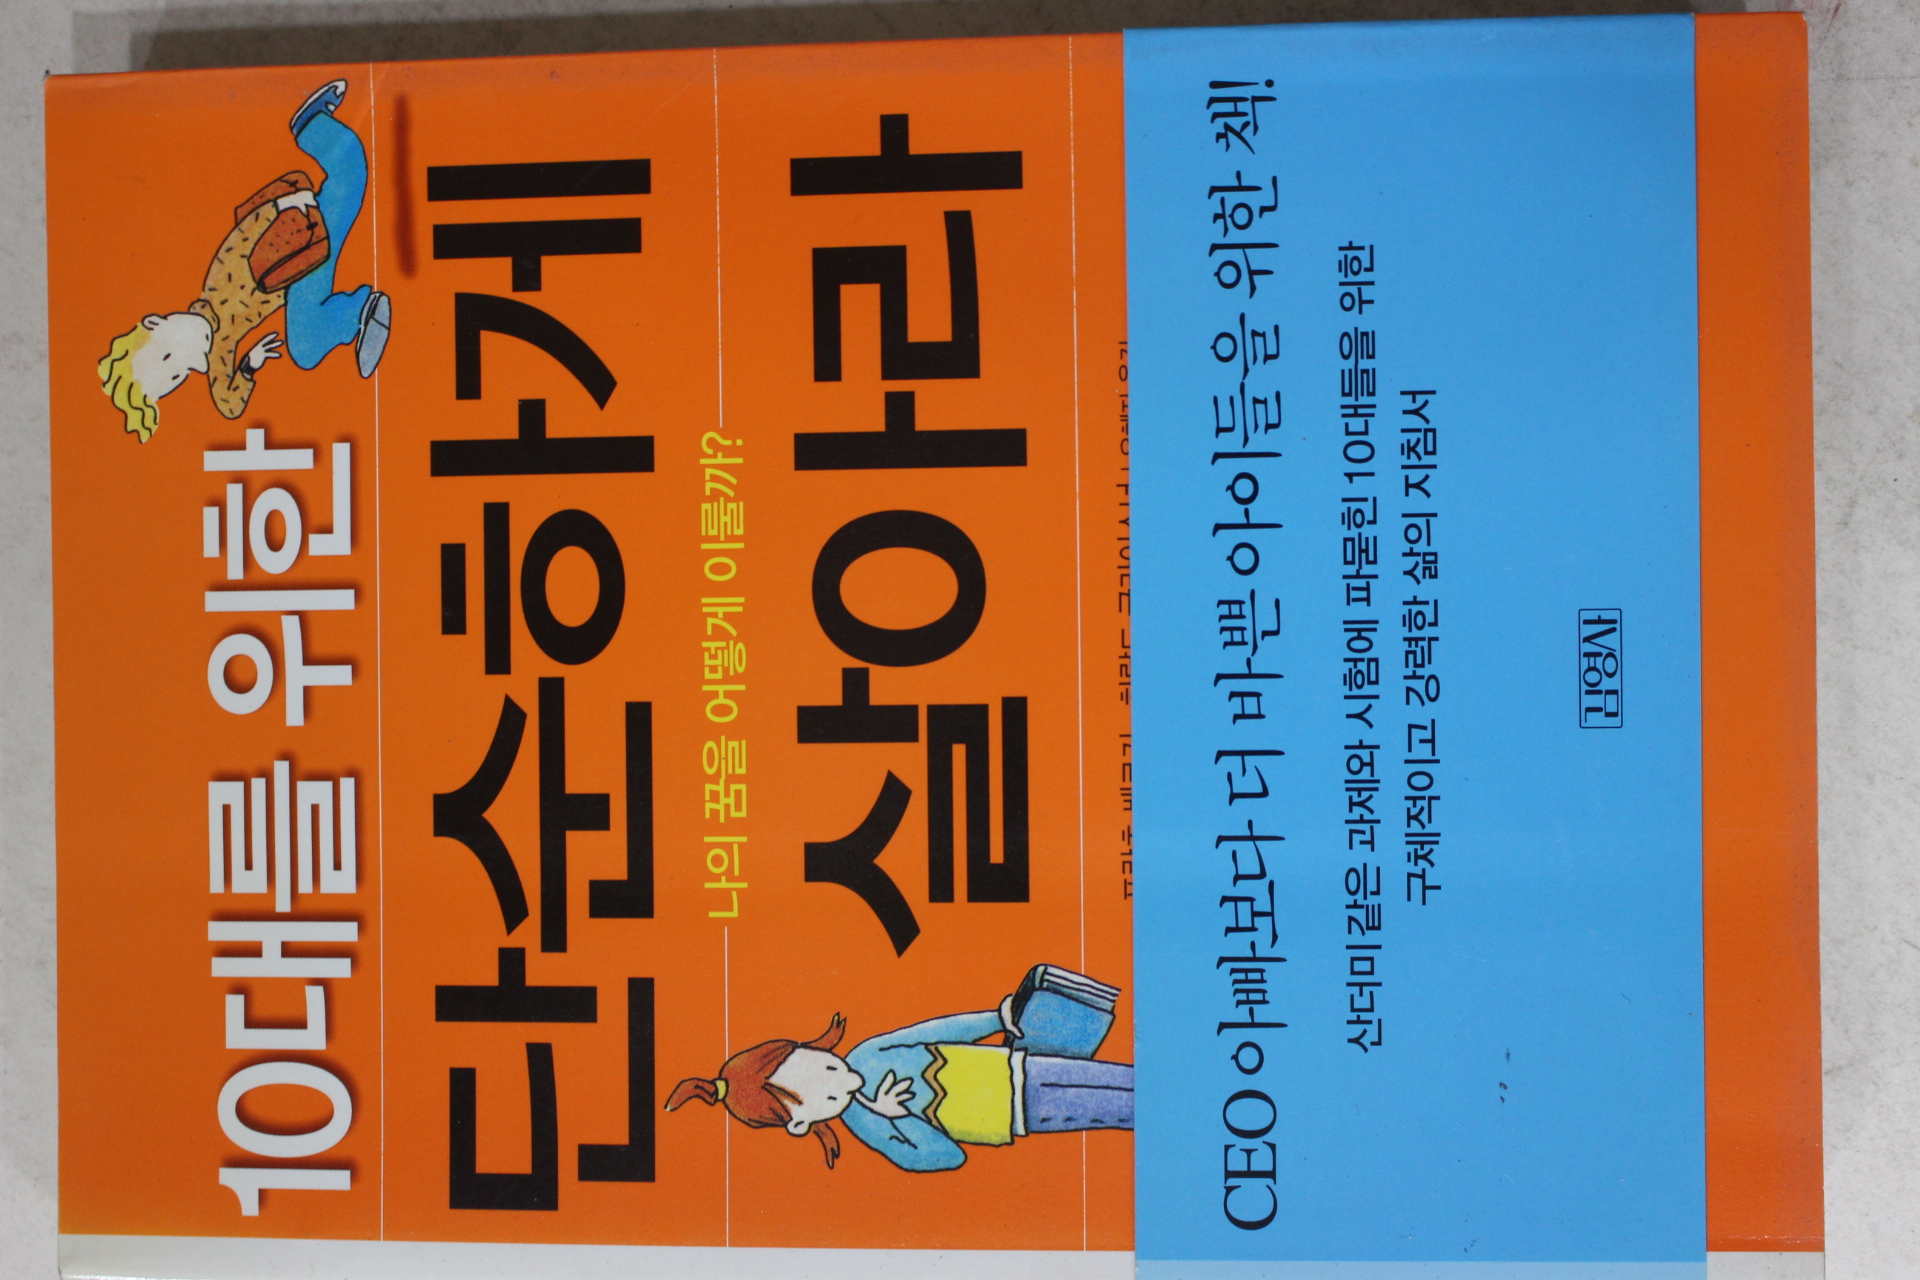 10대를 위한
단순하게
나의 꿈을 어떻게 이룰까?
살아라
CEO 아빠보다 더 바쁜 아이들을 위한 책!
산더미같은 과제와 시험에 파묻힌 10대들을 위한
구체적이고 강력한 삶의 지침서
김영사